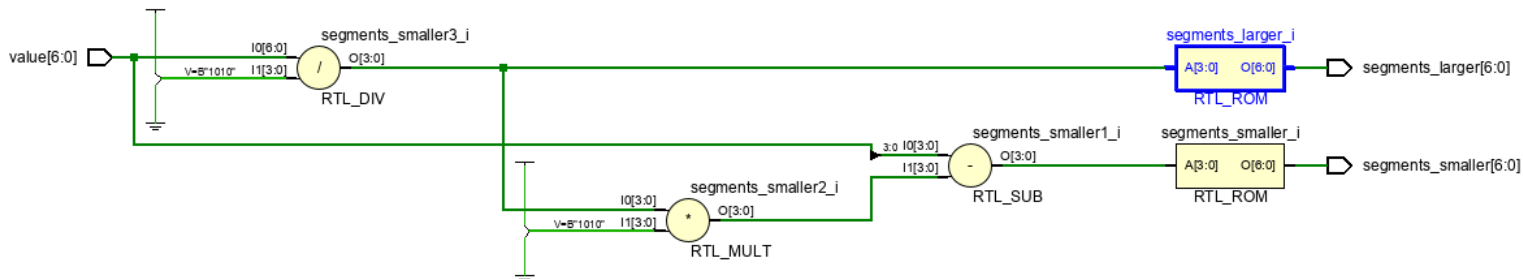 value[6:0]
segments_smaller3_i
I0[6:0]
V=B"1010"
I1[3:0]
/
O[3:0]
RTL_DIV
segments_larger_i
A[3:0]
O[6:0]
RTL_ROM
segments_larger[6:0]
segments_smaller2_i
I0[3:0]
V=B"1010"
I1[3:0]
*
O[3:0]
RTL_MULT
segments_smaller1_i
3:0
I0[3:0]
I1[3:0]
-
O[3:0]
RTL_SUB
segments_smaller_i
A[3:0]
O[6:0]
RTL_ROM
segments_smaller[6:0]